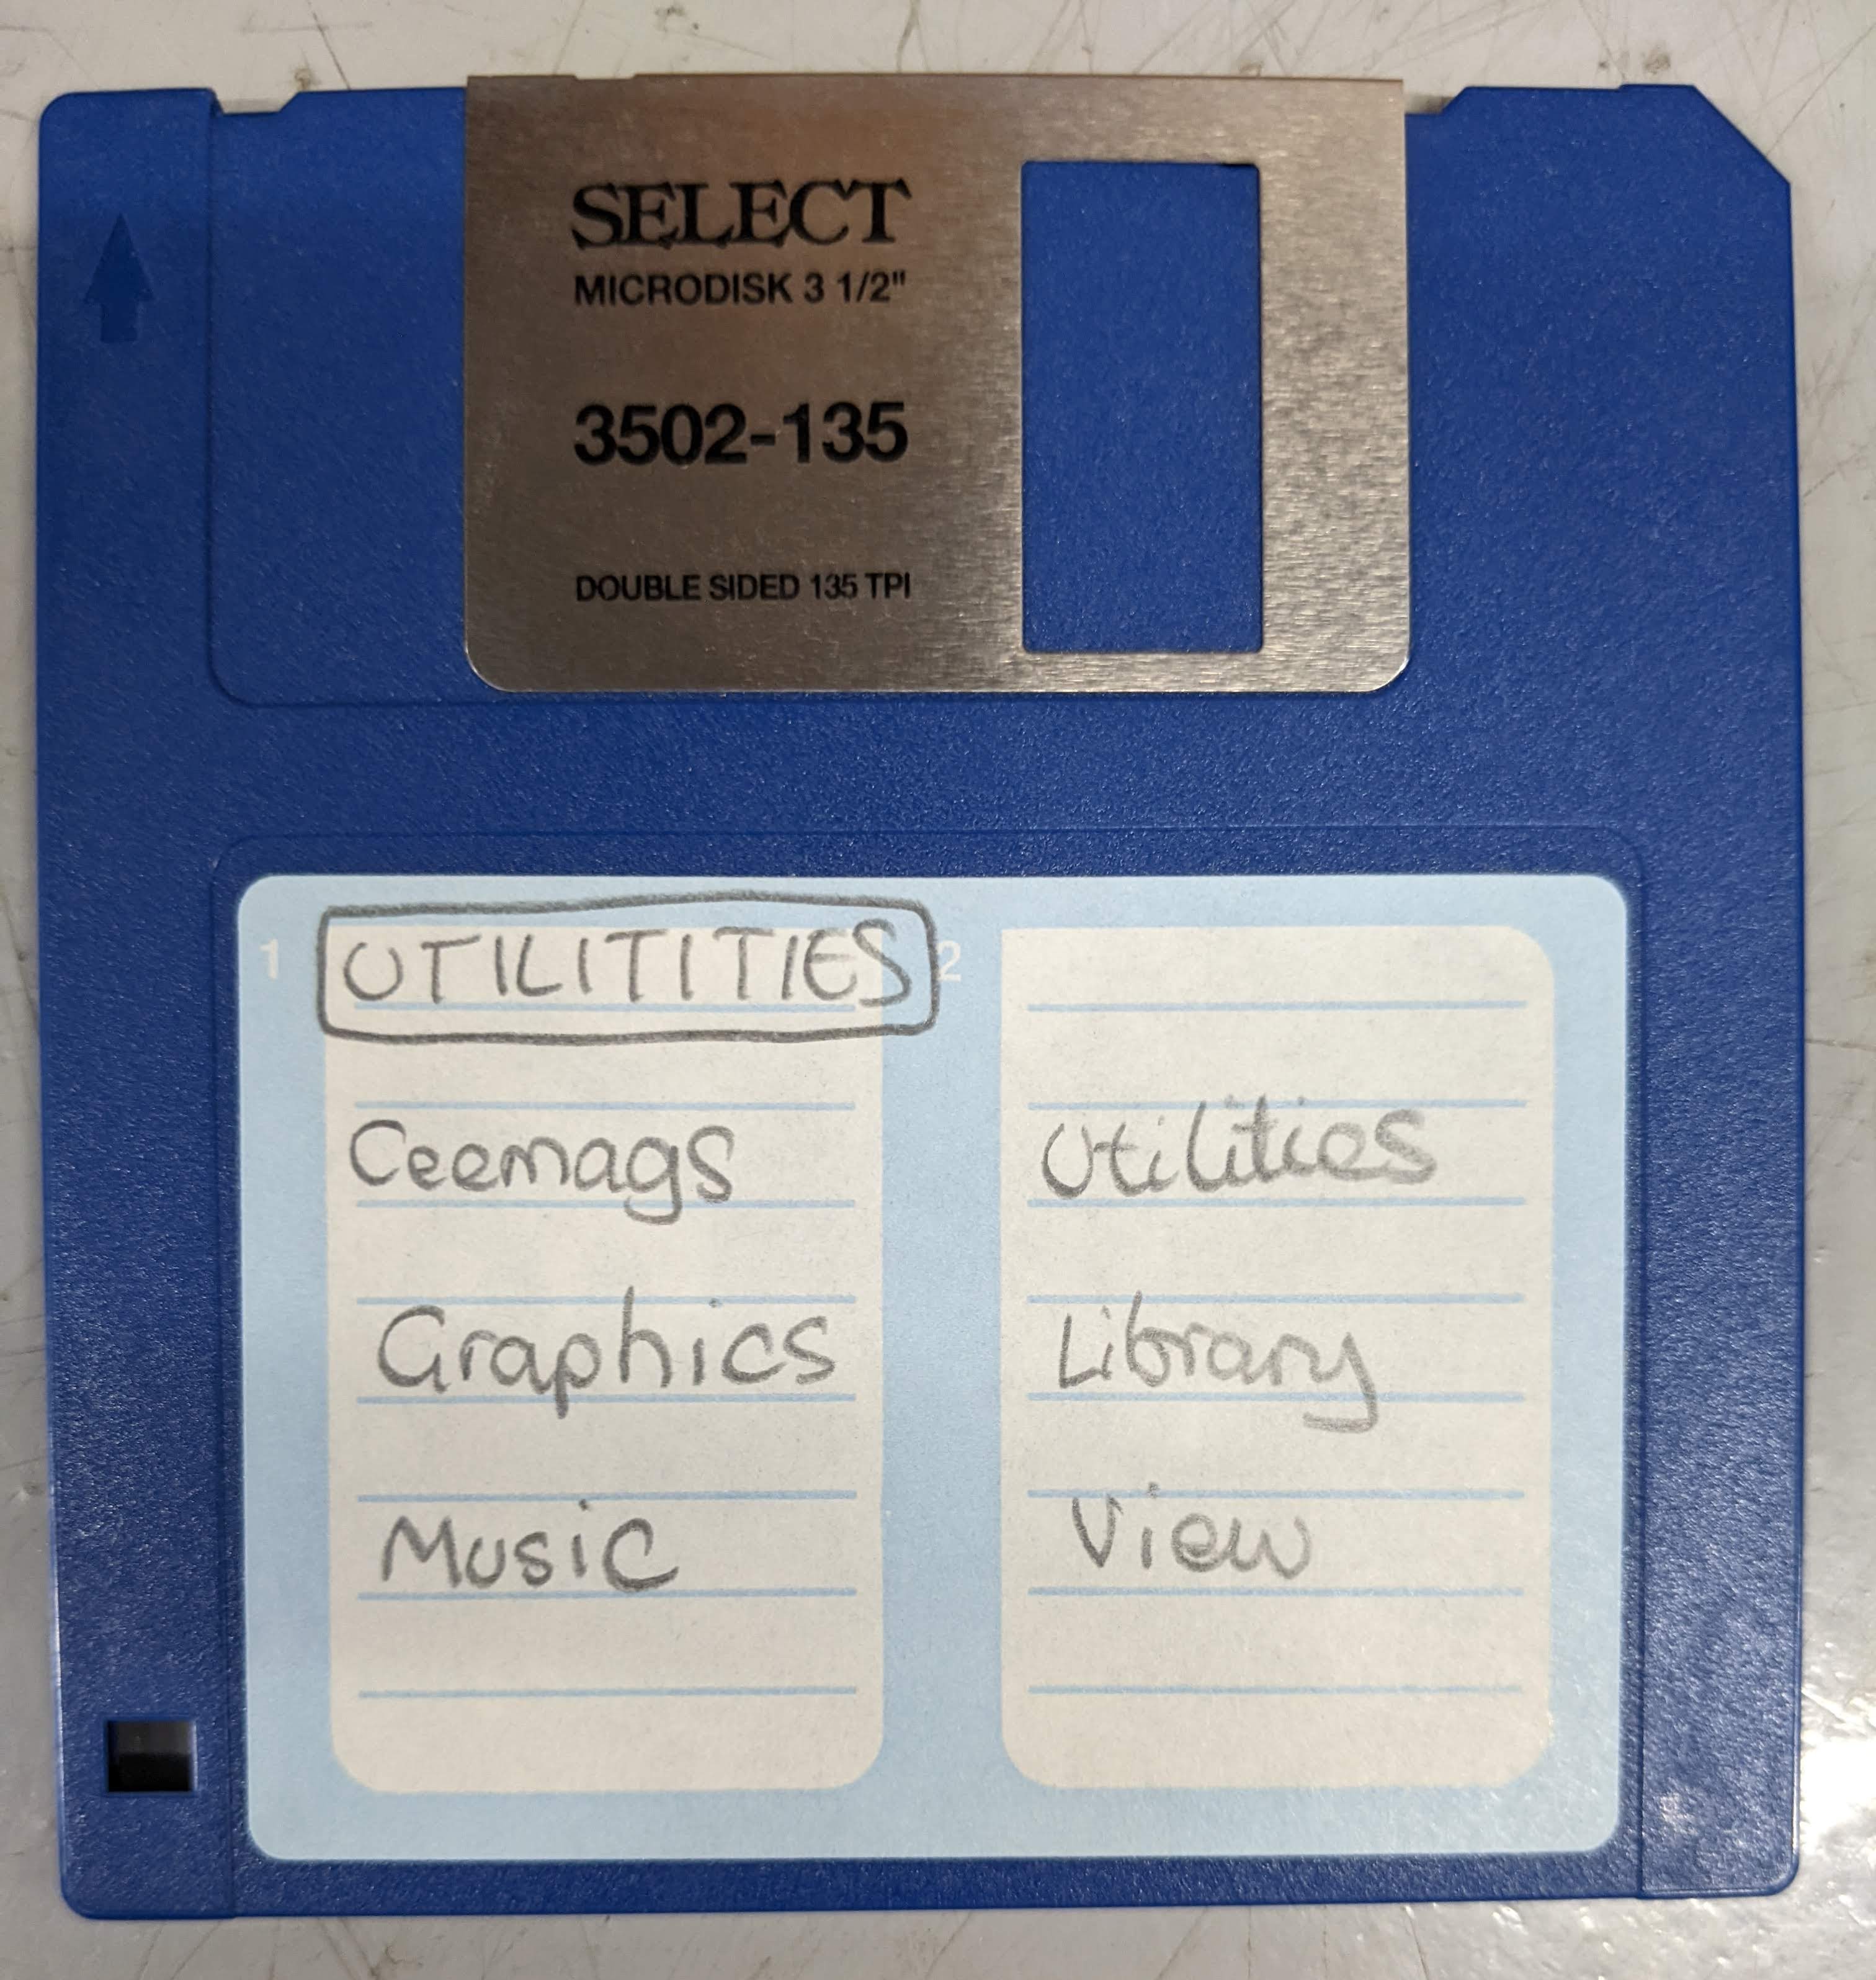 SELECT
MICRODISK 3 1/2"
3502-135
DOUBLE SIDED 135 TPI
1
UTILITITIES
Ceemags
Graphics
Music
2
Utilities
Library
View